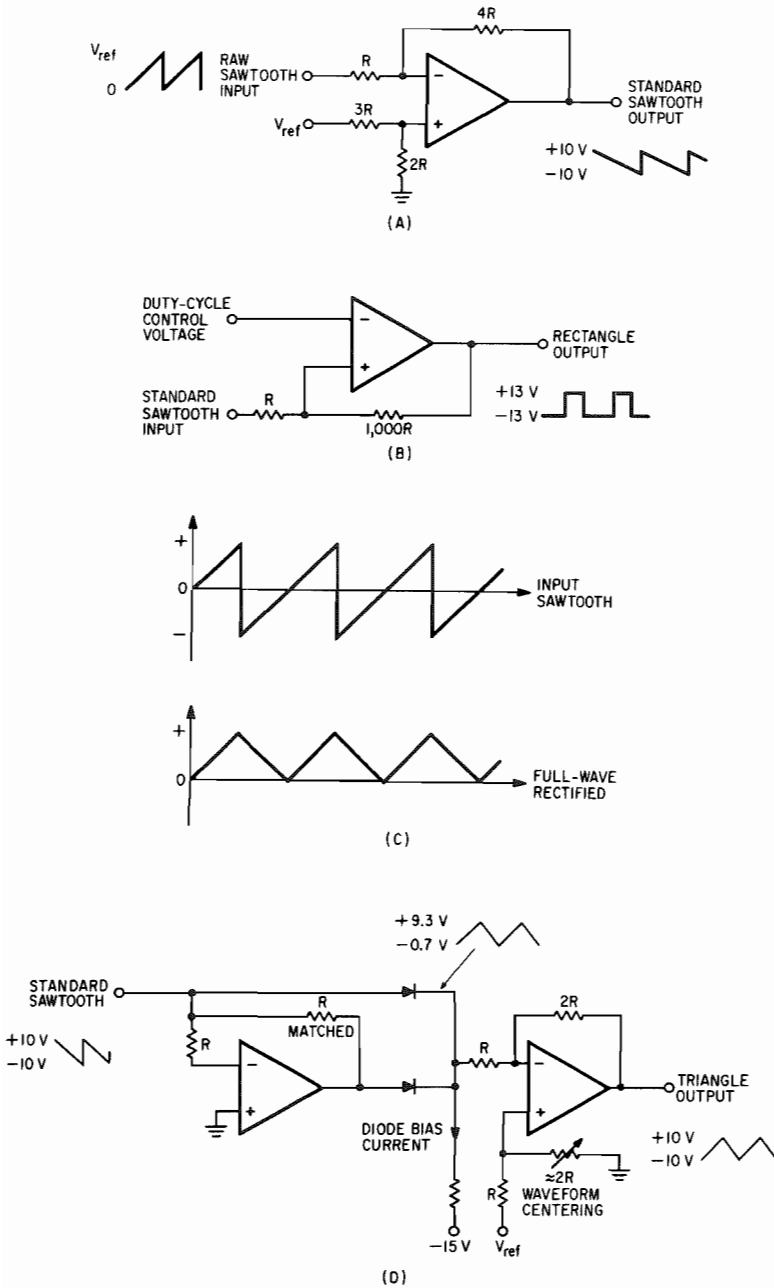 V_ref
0
RAW
SAWTOOTH
INPUT
R
4R
−
+
V_ref
3R
2R
STANDARD
SAWTOOTH
OUTPUT
+10 V
−10 V
(A)
DUTY-CYCLE
CONTROL
VOLTAGE
−
+
STANDARD
SAWTOOTH
INPUT
R
1,000R
RECTANGLE
OUTPUT
+13 V
−13 V
(B)
+
0
−
INPUT
SAWTOOTH
+
0
FULL-WAVE
RECTIFIED
(C)
+9.3 V
−0.7 V
STANDARD
SAWTOOTH
+10 V
−10 V
R
MATCHED
R
−
+
DIODE BIAS
CURRENT
−15 V
R
2R
−
+
R
≈2R
WAVEFORM
CENTERING
V_ref
TRIANGLE
OUTPUT
+10 V
−10 V
(D)